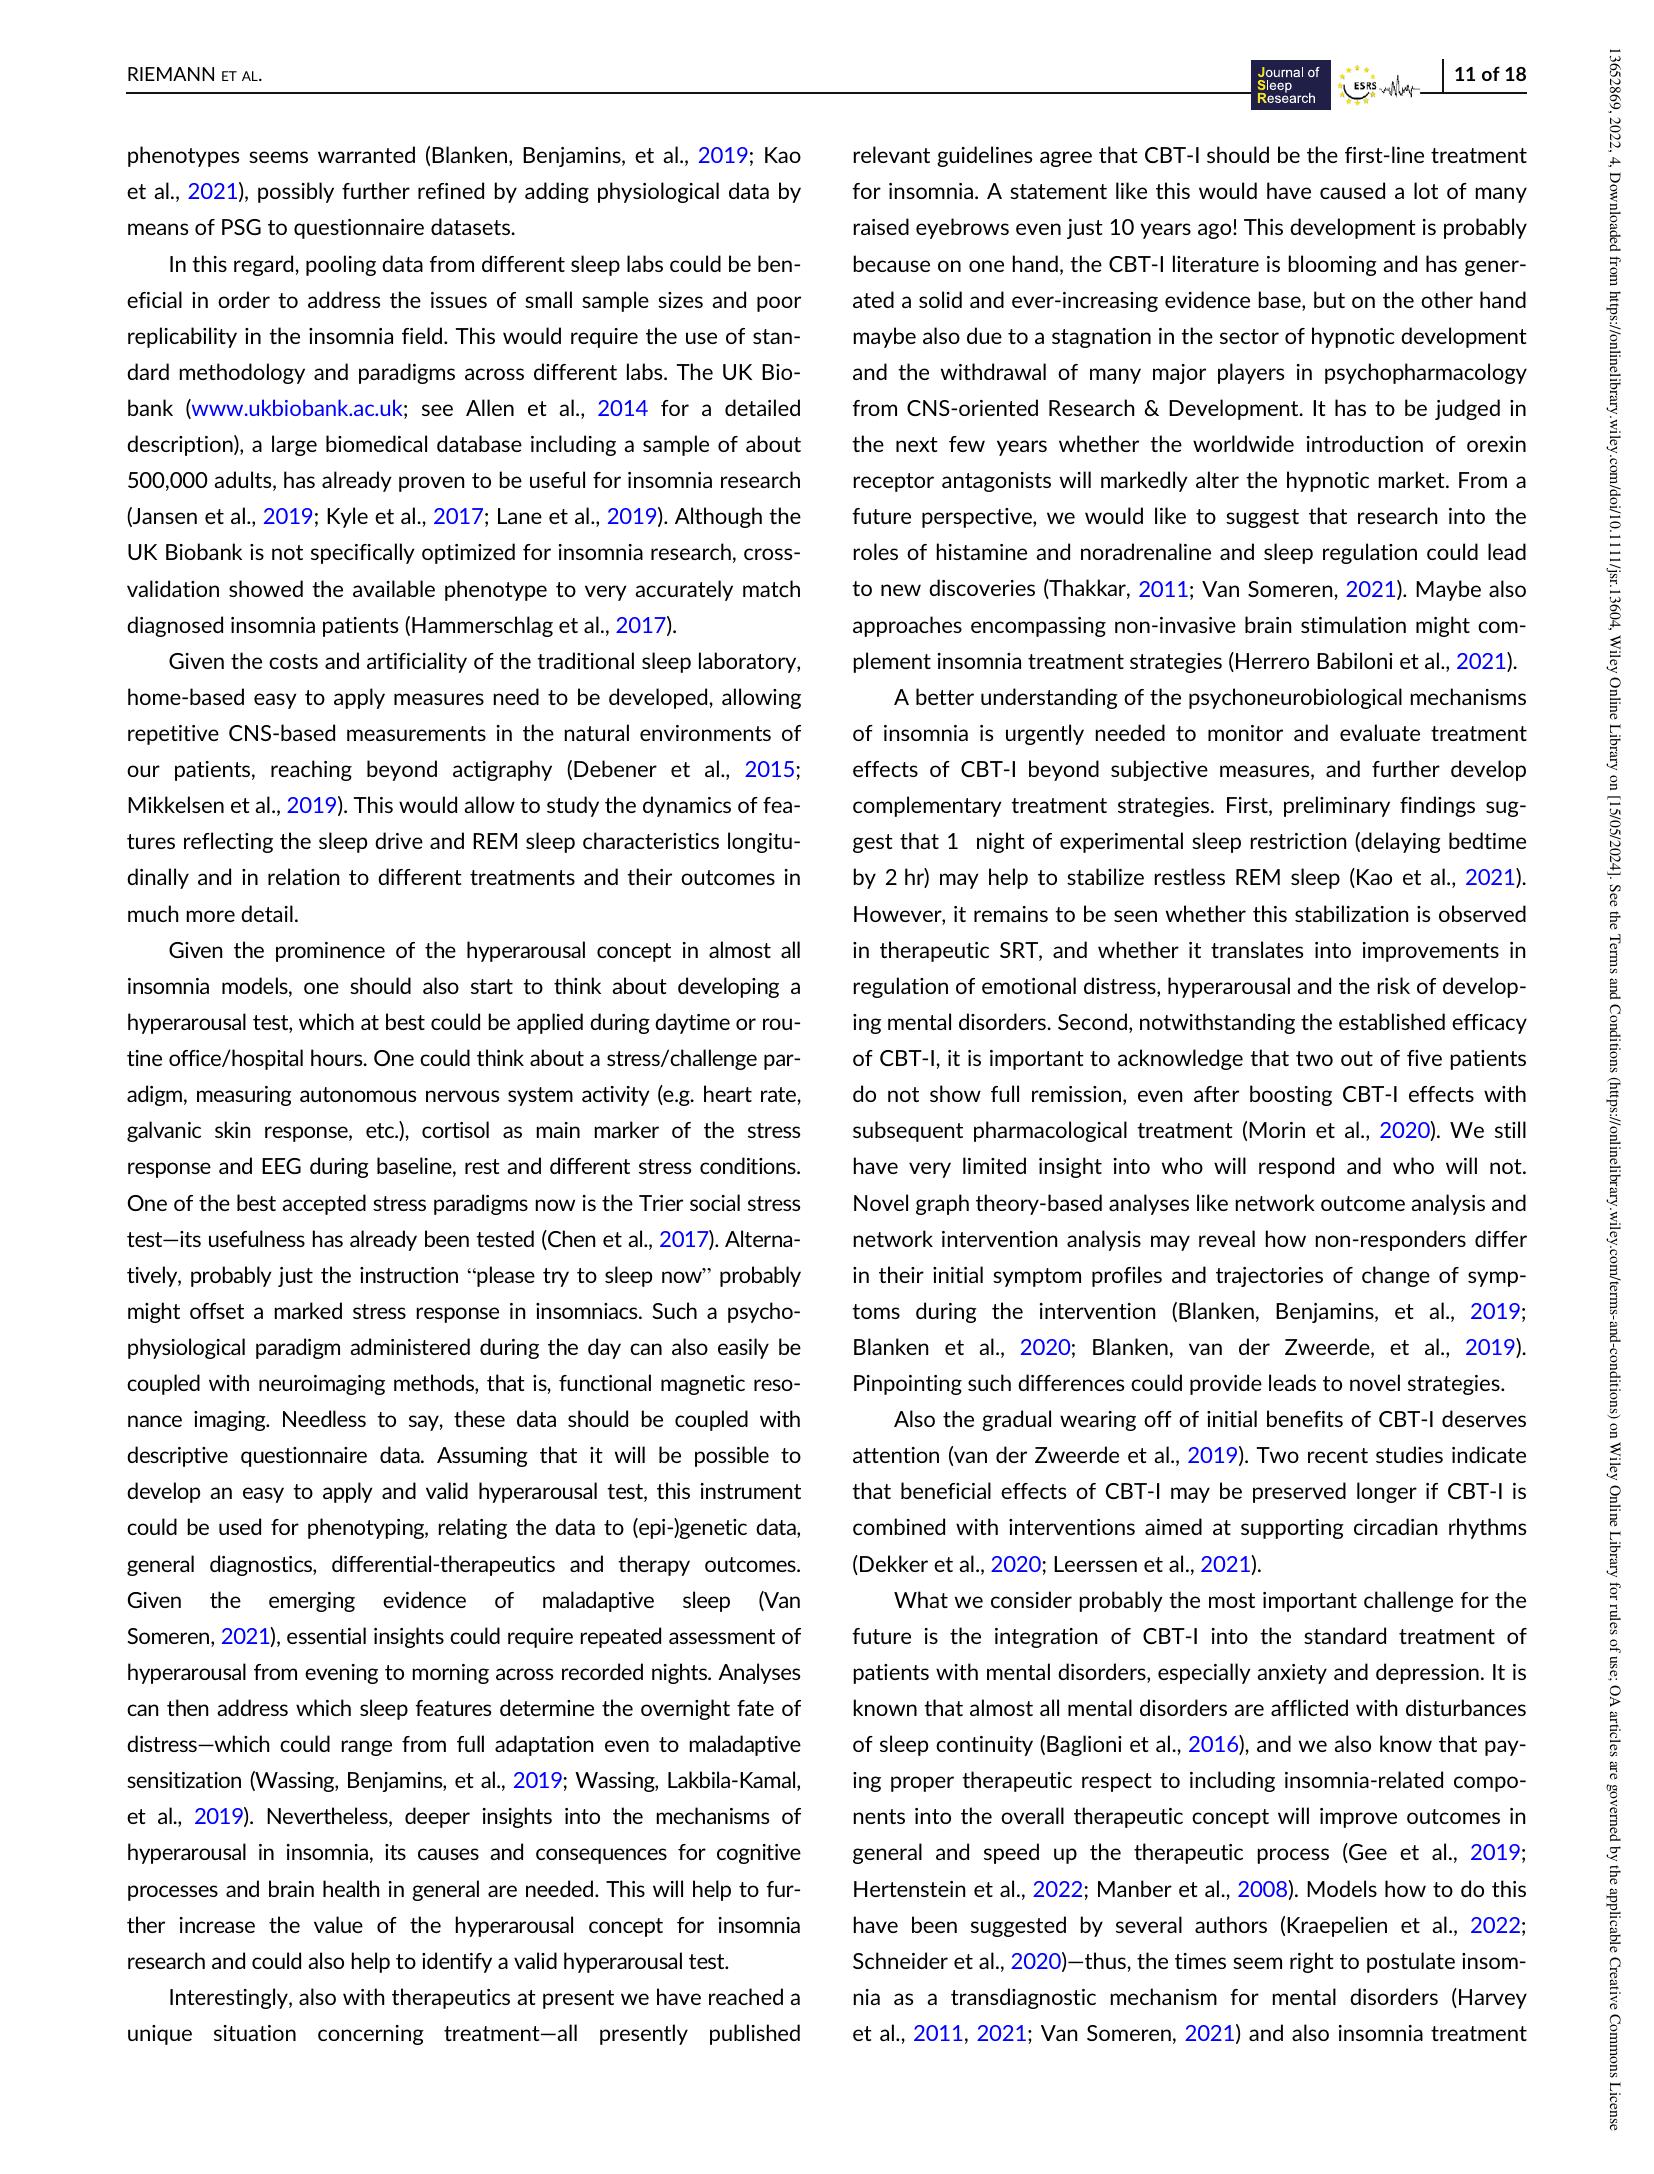 RIEMANN ET AL.
Journal of
Sleep
Research
ESRS
11 of 18
phenotypes seems warranted (Blanken, Benjamins, et al., 2019; Kao
et al., 2021), possibly further refined by adding physiological data by
means of PSG to questionnaire datasets.
In this regard, pooling data from different sleep labs could be ben-
eficial in order to address the issues of small sample sizes and poor
replicability in the insomnia field. This would require the use of stan-
dard methodology and paradigms across different labs. The UK Bio-
bank (www.ukbiobank.ac.uk; see Allen et al., 2014 for a detailed
description), a large biomedical database including a sample of about
500,000 adults, has already proven to be useful for insomnia research
(Jansen et al., 2019; Kyle et al., 2017; Lane et al., 2019). Although the
UK Biobank is not specifically optimized for insomnia research, cross-
validation showed the available phenotype to very accurately match
diagnosed insomnia patients (Hammerschlag et al., 2017).
Given the costs and artificiality of the traditional sleep laboratory,
home-based easy to apply measures need to be developed, allowing
repetitive CNS-based measurements in the natural environments of
our patients, reaching beyond actigraphy (Debener et al., 2015;
Mikkelsen et al., 2019). This would allow to study the dynamics of fea-
tures reflecting the sleep drive and REM sleep characteristics longitu-
dinally and in relation to different treatments and their outcomes in
much more detail.
Given the prominence of the hyperarousal concept in almost all
insomnia models, one should also start to think about developing a
hyperarousal test, which at best could be applied during daytime or rou-
tine office/hospital hours. One could think about a stress/challenge par-
adigm, measuring autonomous nervous system activity (e.g. heart rate,
galvanic skin response, etc.), cortisol as main marker of the stress
response and EEG during baseline, rest and different stress conditions.
One of the best accepted stress paradigms now is the Trier social stress
test—its usefulness has already been tested (Chen et al., 2017). Alterna-
tively, probably just the instruction “please try to sleep now” probably
might offset a marked stress response in insomniacs. Such a psycho-
physiological paradigm administered during the day can also easily be
coupled with neuroimaging methods, that is, functional magnetic reso-
nance imaging. Needless to say, these data should be coupled with
descriptive questionnaire data. Assuming that it will be possible to
develop an easy to apply and valid hyperarousal test, this instrument
could be used for phenotyping, relating the data to (epi-)genetic data,
general diagnostics, differential-therapeutics and therapy outcomes.
Given the emerging evidence of maladaptive sleep (Van
Someren, 2021), essential insights could require repeated assessment of
hyperarousal from evening to morning across recorded nights. Analyses
can then address which sleep features determine the overnight fate of
distress—which could range from full adaptation even to maladaptive
sensitization (Wassing, Benjamins, et al., 2019; Wassing, Lakbila-Kamal,
et al., 2019). Nevertheless, deeper insights into the mechanisms of
hyperarousal in insomnia, its causes and consequences for cognitive
processes and brain health in general are needed. This will help to fur-
ther increase the value of the hyperarousal concept for insomnia
research and could also help to identify a valid hyperarousal test.
Interestingly, also with therapeutics at present we have reached a
unique situation concerning treatment—all presently published
relevant guidelines agree that CBT-I should be the first-line treatment
for insomnia. A statement like this would have caused a lot of many
raised eyebrows even just 10 years ago! This development is probably
because on one hand, the CBT-I literature is blooming and has gener-
ated a solid and ever-increasing evidence base, but on the other hand
maybe also due to a stagnation in the sector of hypnotic development
and the withdrawal of many major players in psychopharmacology
from CNS-oriented Research & Development. It has to be judged in
the next few years whether the worldwide introduction of orexin
receptor antagonists will markedly alter the hypnotic market. From a
future perspective, we would like to suggest that research into the
roles of histamine and noradrenaline and sleep regulation could lead
to new discoveries (Thakkar, 2011; Van Someren, 2021). Maybe also
approaches encompassing non-invasive brain stimulation might com-
plement insomnia treatment strategies (Herrero Babiloni et al., 2021).
A better understanding of the psychoneurobiological mechanisms
of insomnia is urgently needed to monitor and evaluate treatment
effects of CBT-I beyond subjective measures, and further develop
complementary treatment strategies. First, preliminary findings sug-
gest that 1 night of experimental sleep restriction (delaying bedtime
by 2 hr) may help to stabilize restless REM sleep (Kao et al., 2021).
However, it remains to be seen whether this stabilization is observed
in therapeutic SRT, and whether it translates into improvements in
regulation of emotional distress, hyperarousal and the risk of develop-
ing mental disorders. Second, notwithstanding the established efficacy
of CBT-I, it is important to acknowledge that two out of five patients
do not show full remission, even after boosting CBT-I effects with
subsequent pharmacological treatment (Morin et al., 2020). We still
have very limited insight into who will respond and who will not.
Novel graph theory-based analyses like network outcome analysis and
network intervention analysis may reveal how non-responders differ
in their initial symptom profiles and trajectories of change of symp-
toms during the intervention (Blanken, Benjamins, et al., 2019;
Blanken et al., 2020; Blanken, van der Zweerde, et al., 2019).
Pinpointing such differences could provide leads to novel strategies.
Also the gradual wearing off of initial benefits of CBT-I deserves
attention (van der Zweerde et al., 2019). Two recent studies indicate
that beneficial effects of CBT-I may be preserved longer if CBT-I is
combined with interventions aimed at supporting circadian rhythms
(Dekker et al., 2020; Leerssen et al., 2021).
What we consider probably the most important challenge for the
future is the integration of CBT-I into the standard treatment of
patients with mental disorders, especially anxiety and depression. It is
known that almost all mental disorders are afflicted with disturbances
of sleep continuity (Baglioni et al., 2016), and we also know that pay-
ing proper therapeutic respect to including insomnia-related compo-
nents into the overall therapeutic concept will improve outcomes in
general and speed up the therapeutic process (Gee et al., 2019;
Hertenstein et al., 2022; Manber et al., 2008). Models how to do this
have been suggested by several authors (Kraepelien et al., 2022;
Schneider et al., 2020)—thus, the times seem right to postulate insom-
nia as a transdiagnostic mechanism for mental disorders (Harvey
et al., 2011, 2021; Van Someren, 2021) and also insomnia treatment
13652869, 2022, 4, Downloaded from https://onlinelibrary.wiley.com/doi/10.1111/jsr.13604, Wiley Online Library on [15/05/2024]. See the Terms and Conditions (https://onlinelibrary.wiley.com/terms-and-conditions) on Wiley Online Library for rules of use; OA articles are governed by the applicable Creative Commons License